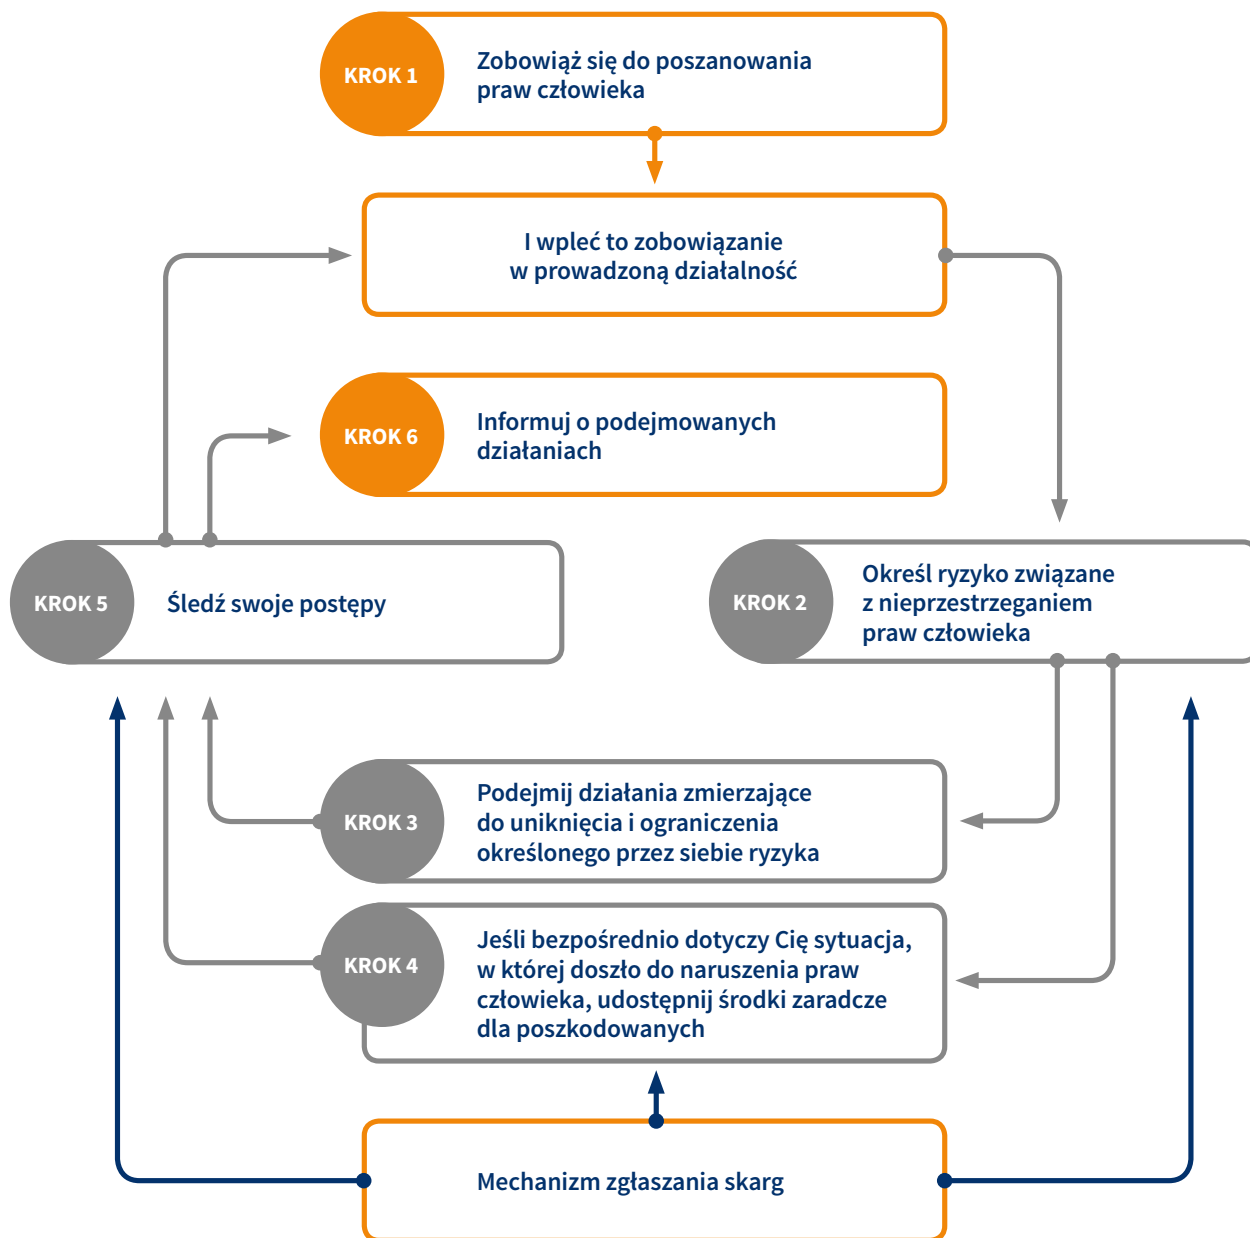 KROK 1
Zobowiąż się do poszanowania
praw człowieka
I wpleć to zobowiązanie
w prowadzoną działalność
KROK 6
Informuj o podejmowanych
działaniach
KROK 5
Śledź swoje postępy
KROK 2
Określ ryzyko związane
z nieprzestrzeganiem
praw człowieka
KROK 3
Podejmij działania zmierzające
do uniknięcia i ograniczenia
określonego przez siebie ryzyka
KROK 4
Jeśli bezpośrednio dotyczy Cię sytuacja,
w której doszło do naruszenia praw
człowieka, udostępnij środki zaradcze
dla poszkodowanych
Mechanizm zgłaszania skarg